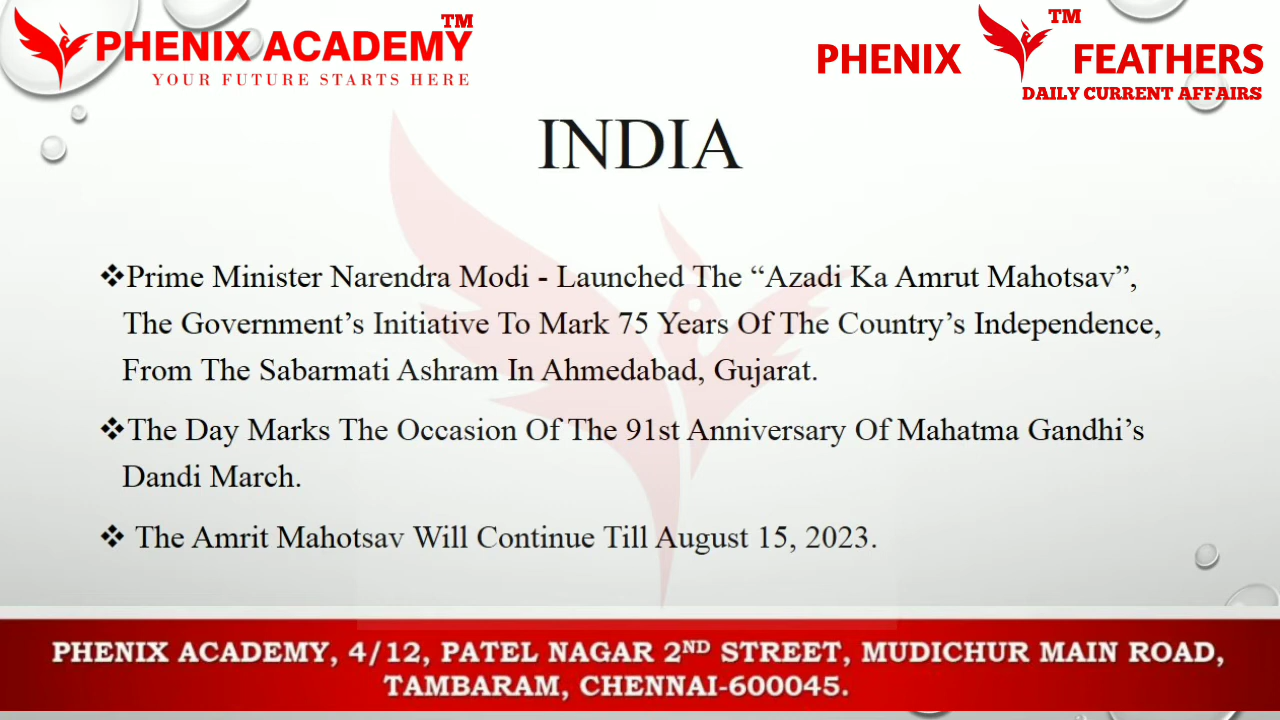 PHENIX ACADEMY™
YOUR FUTURE STARTS HERE
PHENIX ™ FEATHERS
DAILY CURRENT AFFAIRS
INDIA
❖Prime Minister Narendra Modi - Launched The “Azadi Ka Amrut Mahotsav”,
The Government’s Initiative To Mark 75 Years Of The Country’s Independence,
From The Sabarmati Ashram In Ahmedabad, Gujarat.
❖The Day Marks The Occasion Of The 91st Anniversary Of Mahatma Gandhi’s
Dandi March.
❖ The Amrit Mahotsav Will Continue Till August 15, 2023.
PHENIX ACADEMY, 4/12, PATEL NAGAR 2ND STREET, MUDICHUR MAIN ROAD,
TAMBARAM, CHENNAI-600045.